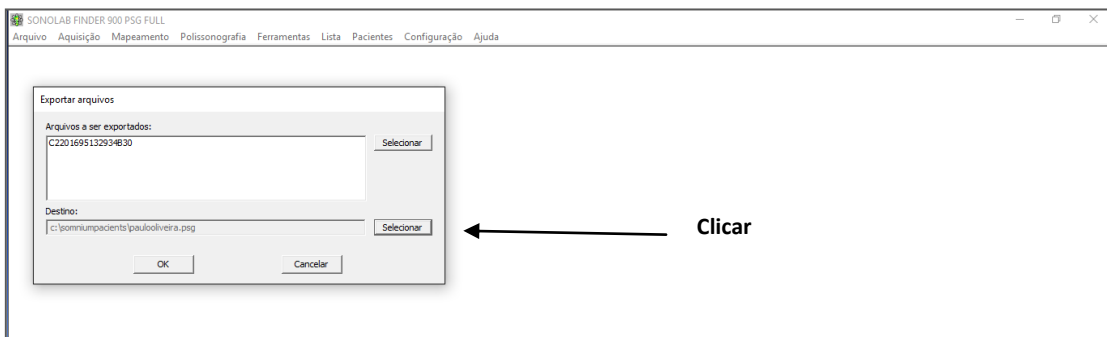 SONOLAB FINDER 900 PSG FULL
Arquivo Aquisição Mapeamento Polissonografia Ferramentas Lista Pacientes Configuração Ajuda
Exportar arquivos
Arquivos a ser exportados:
C2201695132934B30 Selecionar
Destino:
c:\somniumpacients\paulooliveira.psg Selecionar Clicar
OK Cancelar